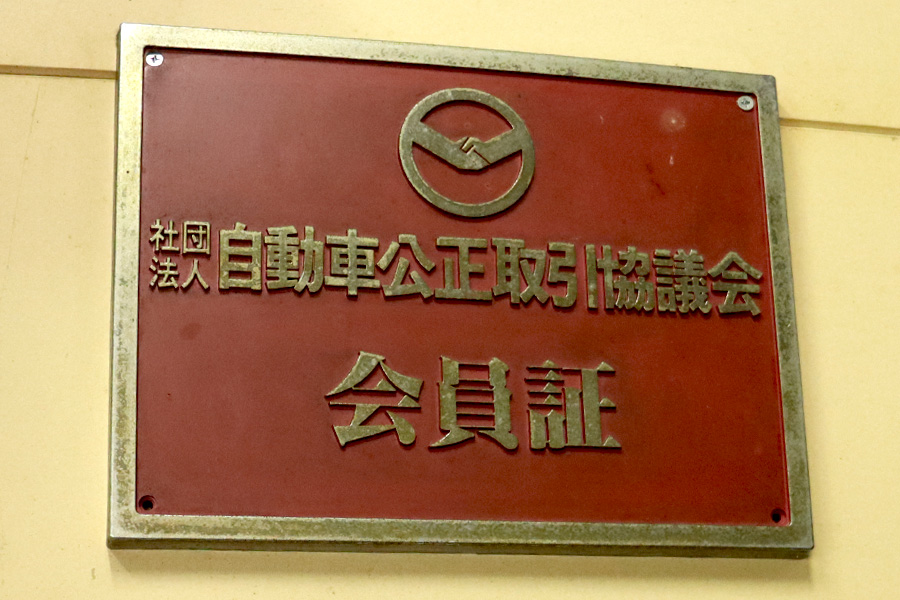 社団法人 自動車公正取引協議会
会員証